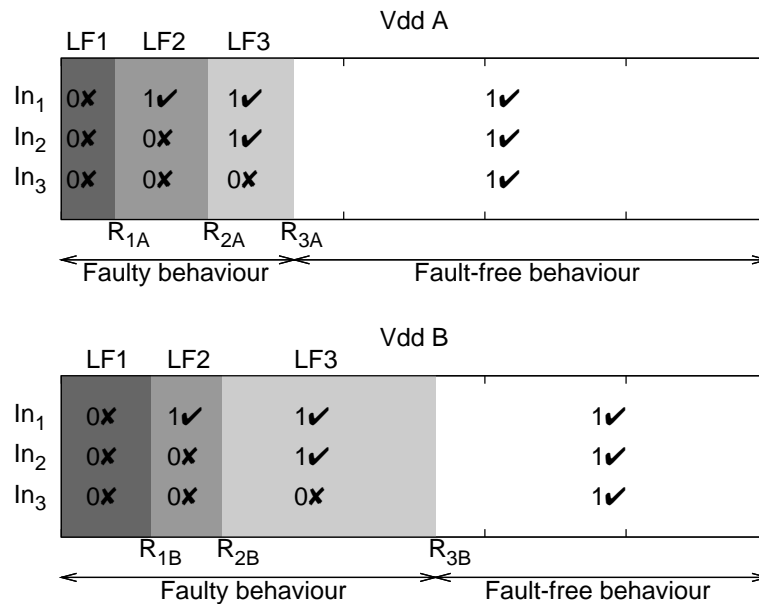 Vdd A
LF1 LF2 LF3
In1 0✘ 1✔ 1✔ 1✔
In2 0✘ 0✘ 1✔ 1✔
In3 0✘ 0✘ 0✘ 1✔
R1A R2A R3A
Faulty behaviour Fault-free behaviour
Vdd B
LF1 LF2 LF3
In1 0✘ 1✔ 1✔ 1✔
In2 0✘ 0✘ 1✔ 1✔
In3 0✘ 0✘ 0✘ 1✔
R1B R2B R3B
Faulty behaviour Fault-free behaviour